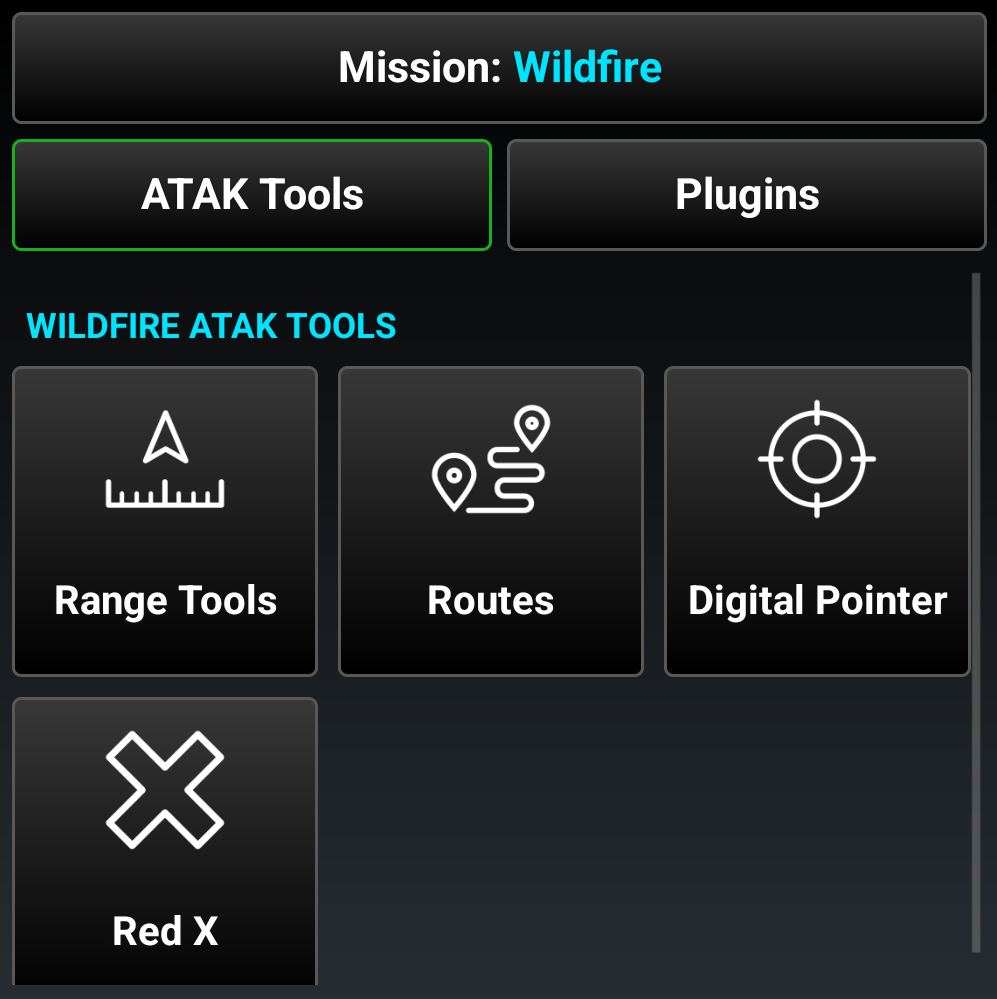 Mission: Wildfire
ATAK Tools
Plugins
WILDFIRE ATAK TOOLS
Range Tools
Routes
Digital Pointer
Red X